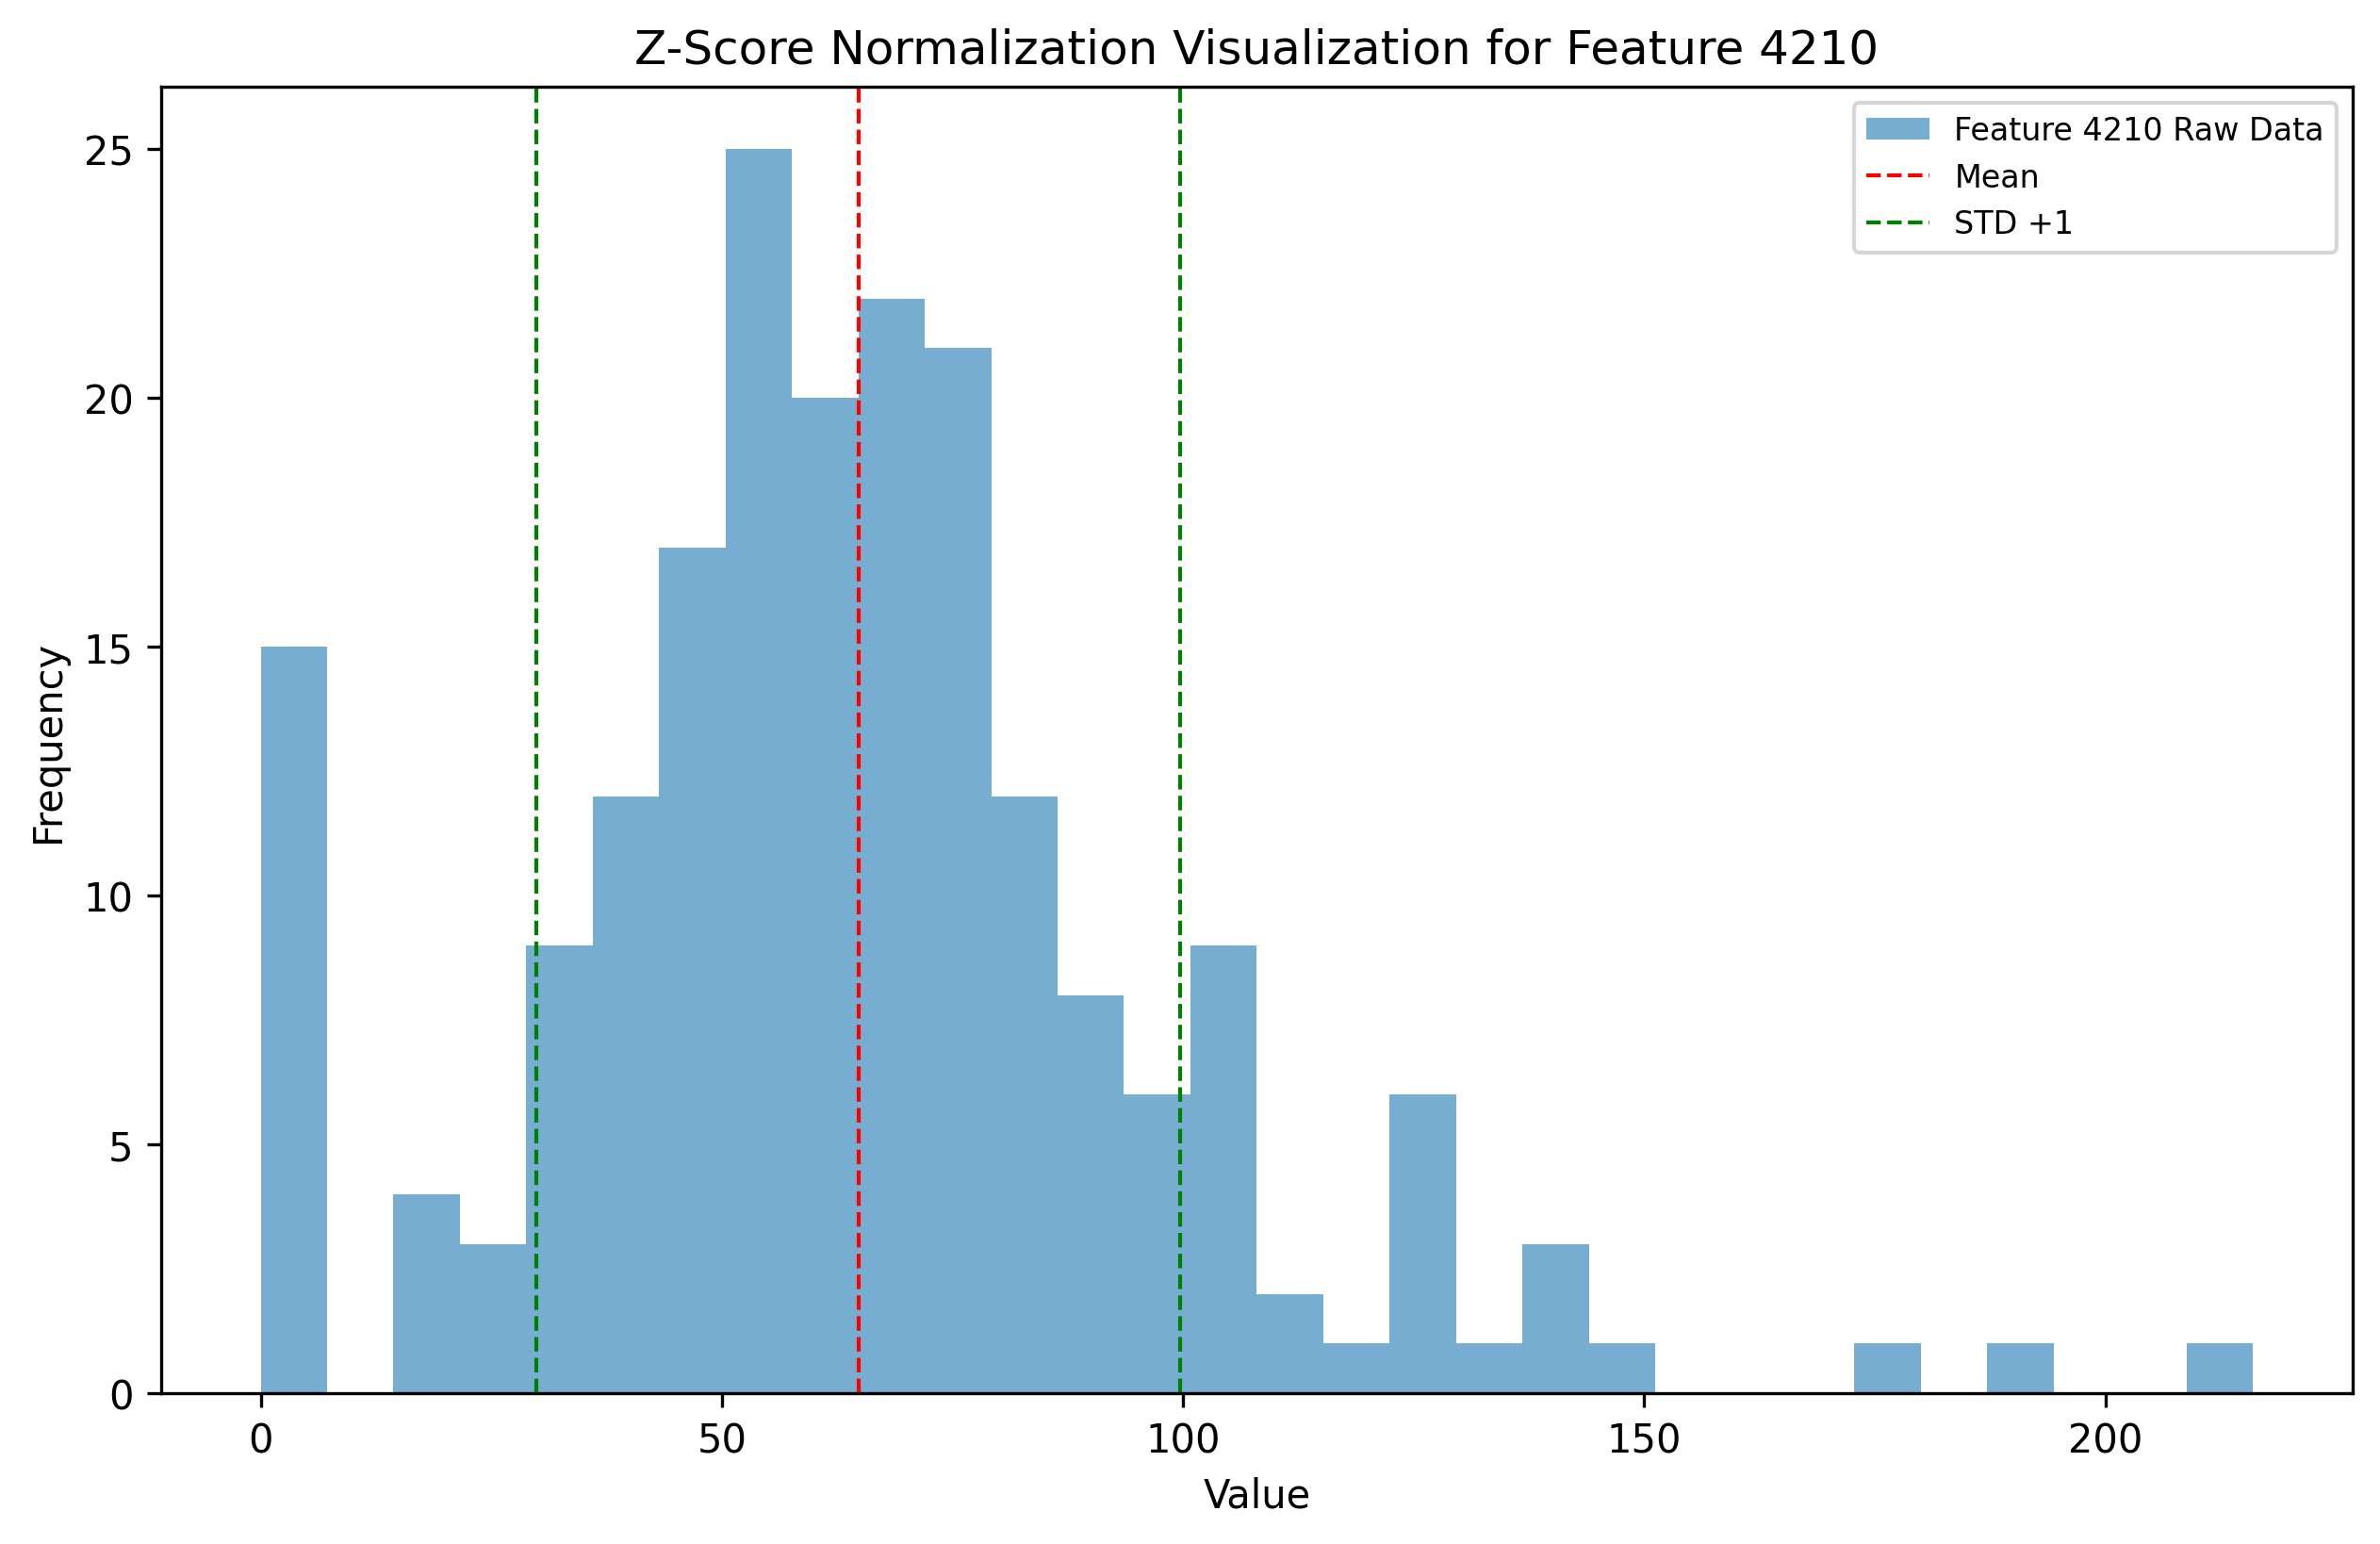 Z-Score Normalization Visualization for Feature 4210
Feature 4210 Raw Data
Mean
STD +1
25
20
15
10
5
0
Frequency
0 50 100 150 200
Value